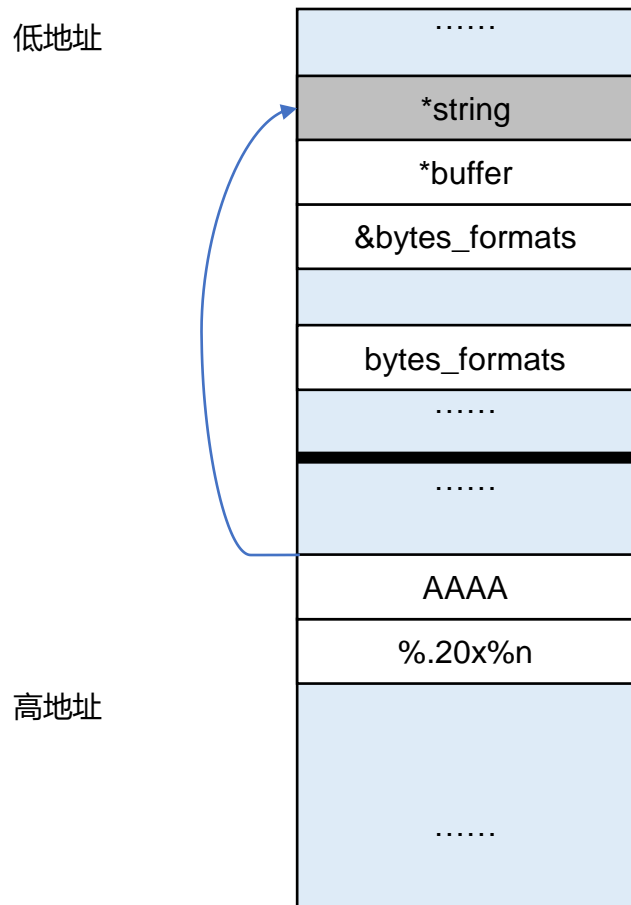 低地址
……
*string
*buffer
&bytes_formats
bytes_formats
……
……
AAAA
%.20x%n
高地址
……